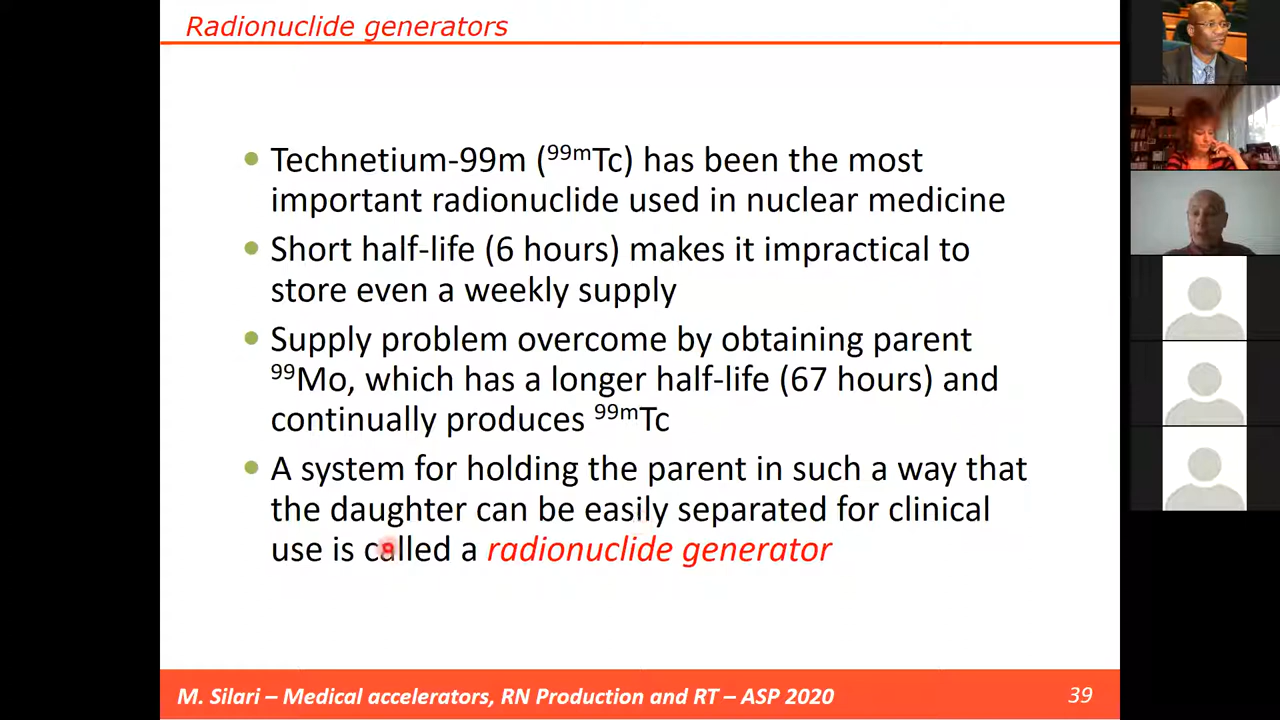 Radionuclide generators
Technetium-99m (⁹⁹ᵐTc) has been the most
important radionuclide used in nuclear medicine
Short half-life (6 hours) makes it impractical to
store even a weekly supply
Supply problem overcome by obtaining parent
⁹⁹Mo, which has a longer half-life (67 hours) and
continually produces ⁹⁹ᵐTc
A system for holding the parent in such a way that
the daughter can be easily separated for clinical
use is called a radionuclide generator
M. Silari – Medical accelerators, RN Production and RT – ASP 2020 39